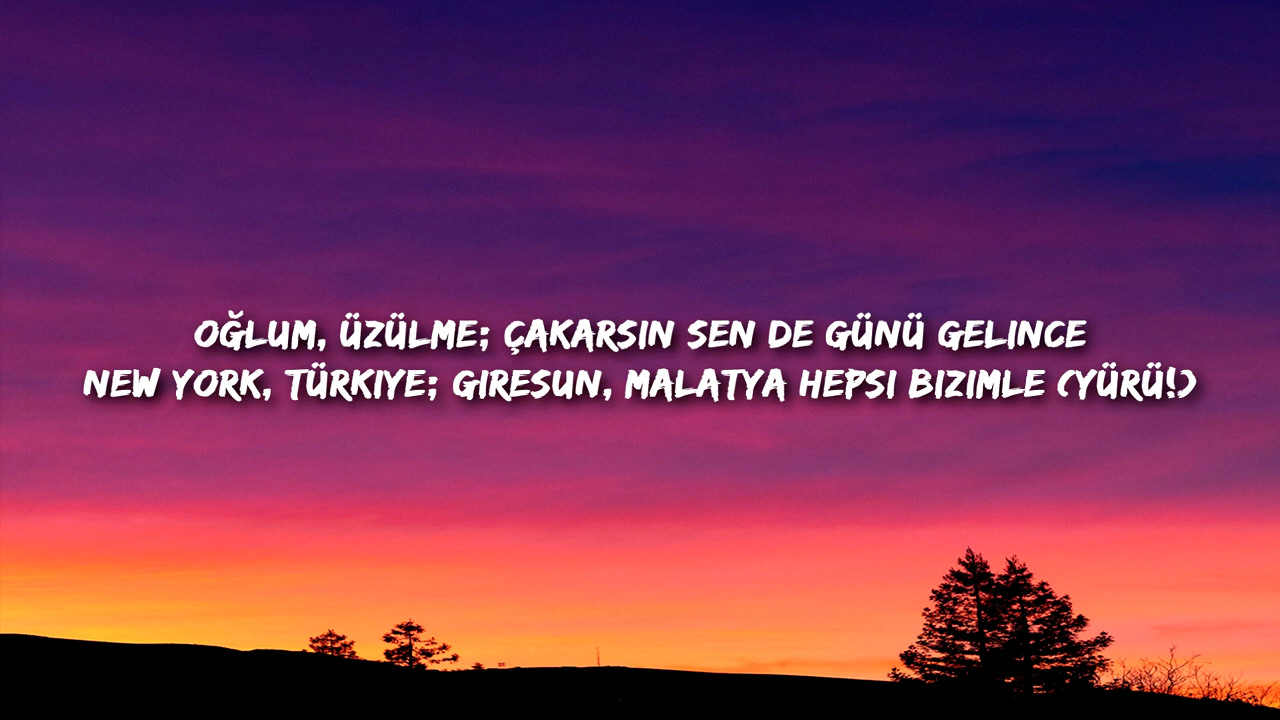 OĞLUM, ÜZÜLME; ÇAKARSIN SEN DE GÜNÜ GELINCE
NEW YORK, TÜRKIYE; GIRESUN, MALATYA HEPSI BIZIMLE (YÜRÜ!)